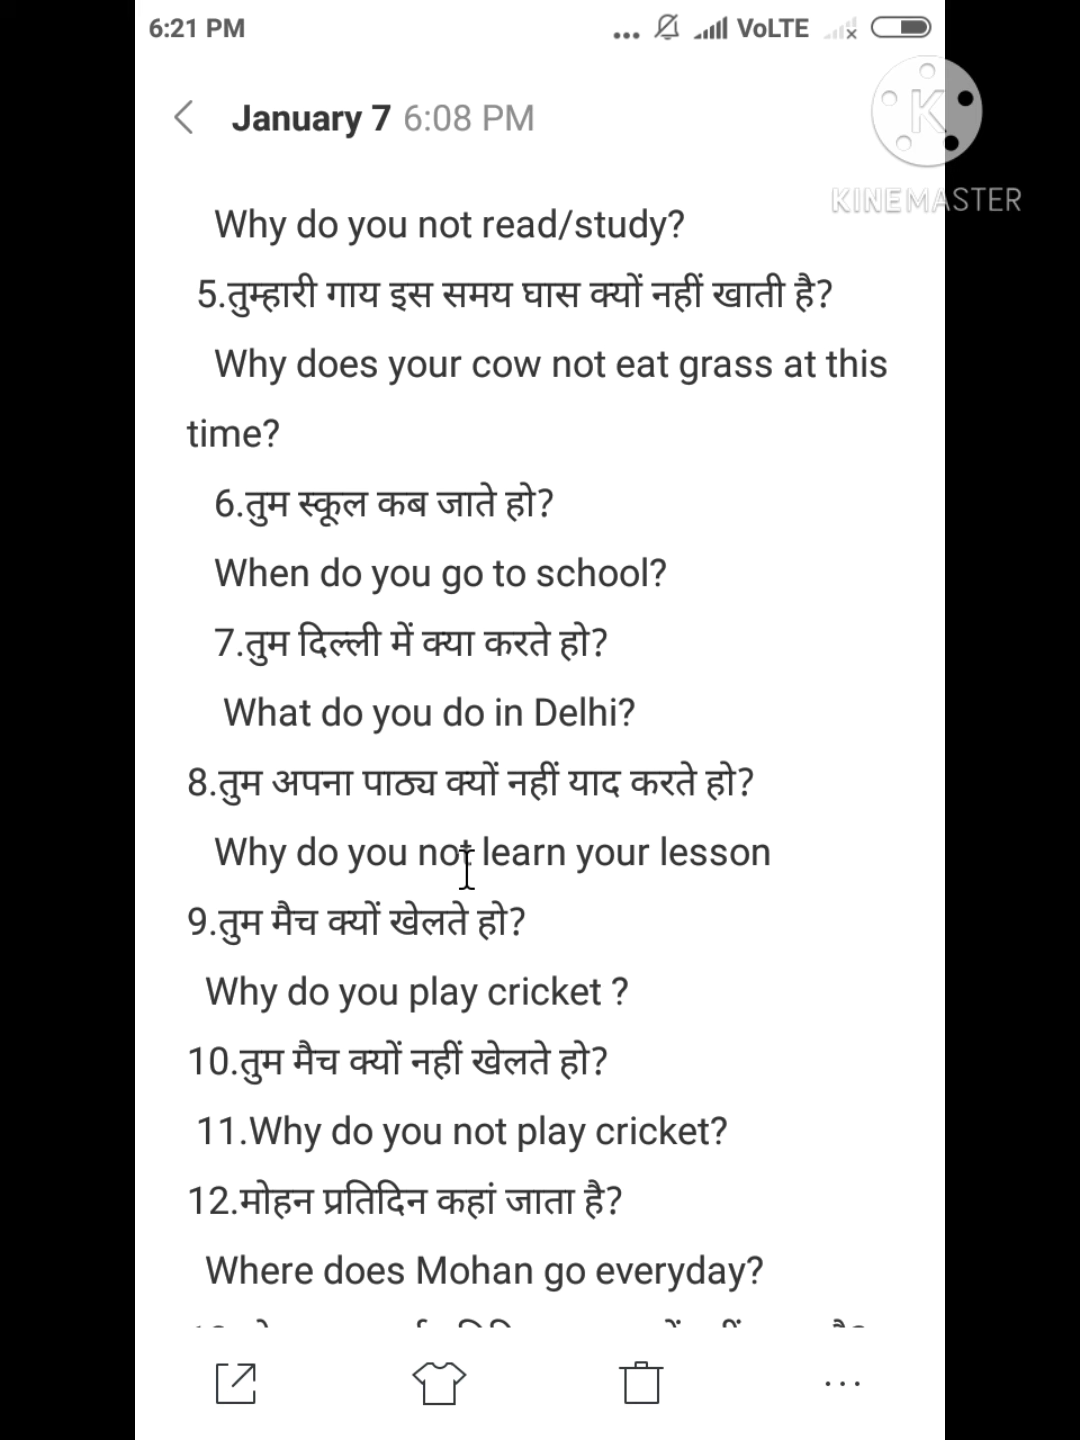 6:21 PM ... VoLTE
January 7 6:08 PM
K
KINEMASTER
Why do you not read/study?
5.तुम्हारी गाय इस समय घास क्यों नहीं खाती है?
Why does your cow not eat grass at this
time?
6.तुम स्कूल कब जाते हो?
When do you go to school?
7.तुम दिल्ली में क्या करते हो?
What do you do in Delhi?
8.तुम अपना पाठ्य क्यों नहीं याद करते हो?
Why do you not learn your lesson
9.तुम मैच क्यों खेलते हो?
Why do you play cricket ?
10.तुम मैच क्यों नहीं खेलते हो?
11.Why do you not play cricket?
12.मोहन प्रतिदिन कहां जाता है?
Where does Mohan go everyday?